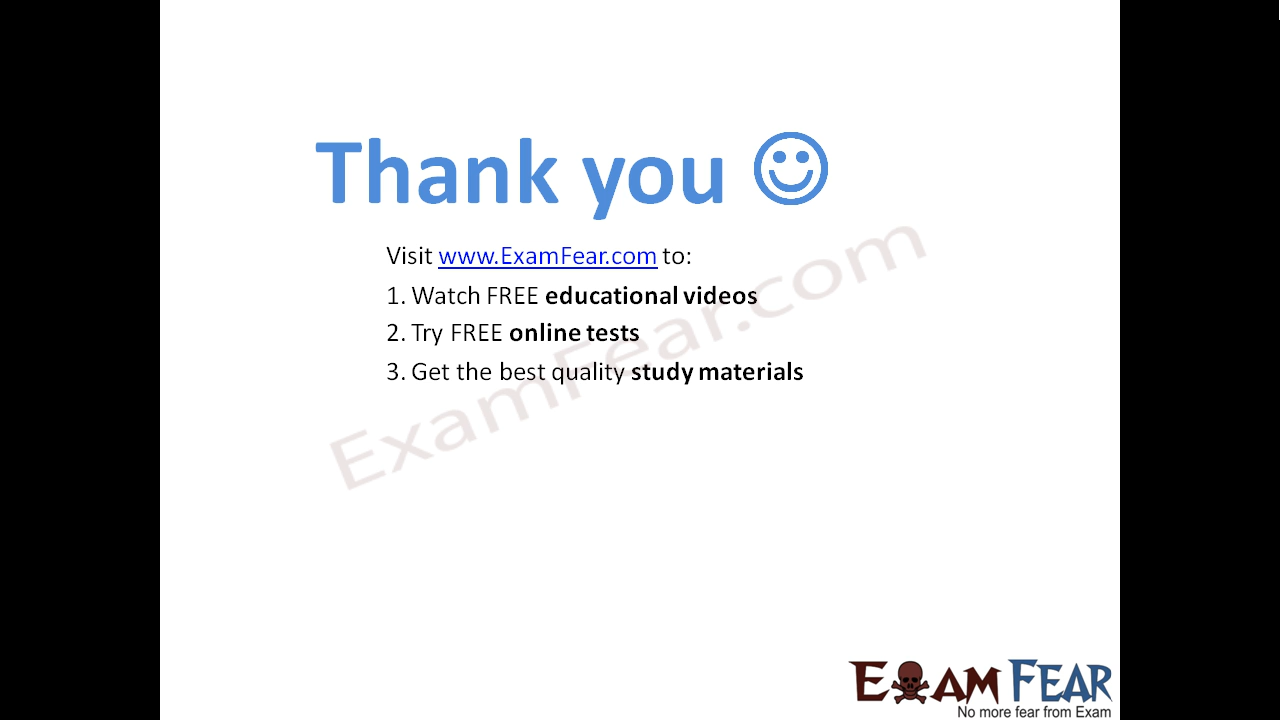 Thank you ☺
Visit www.ExamFear.com to:
1. Watch FREE educational videos
2. Try FREE online tests
3. Get the best quality study materials
ExamFear.com
EXAM FEAR
No more fear from Exam